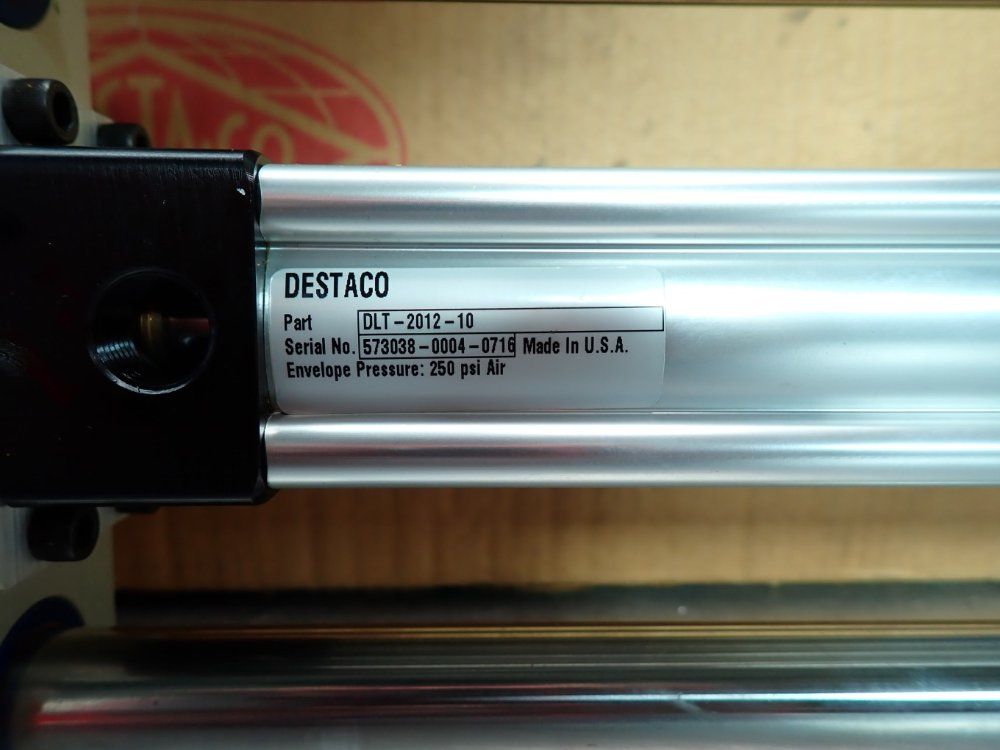 DESTACO
Part DLT-2012-10
Serial No. 573038-0004-0716 Made In U.S.A.
Envelope Pressure: 250 psi Air